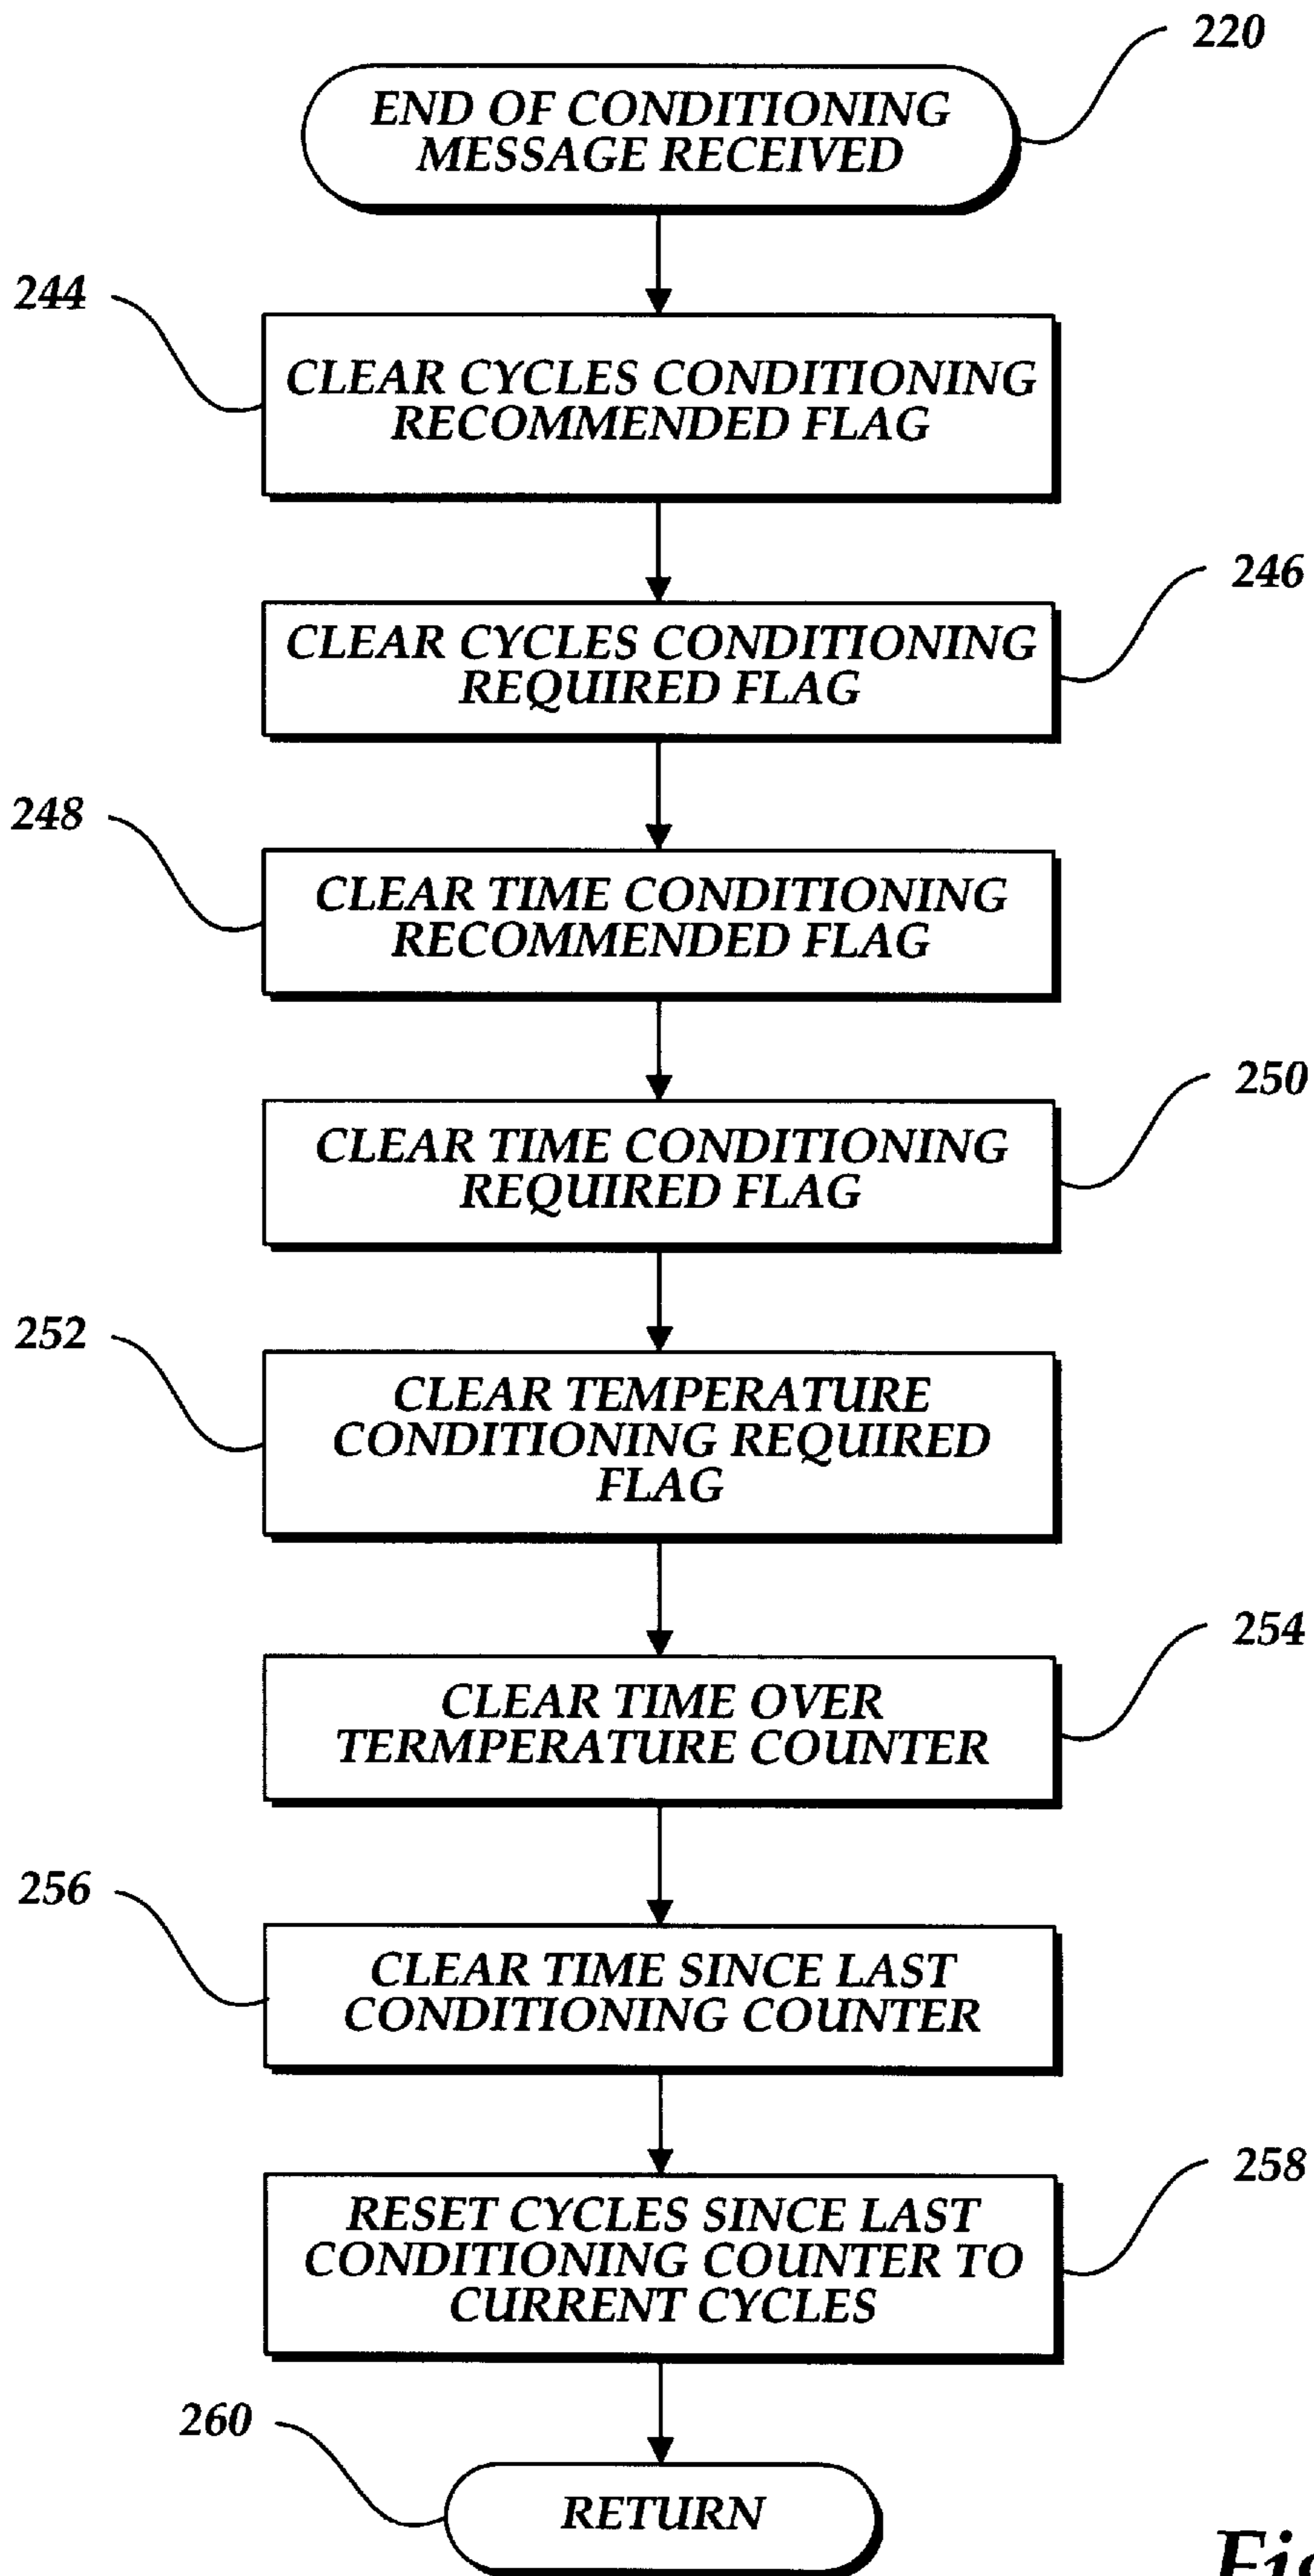 220
END OF CONDITIONING
MESSAGE RECEIVED
244
CLEAR CYCLES CONDITIONING
RECOMMENDED FLAG
246
CLEAR CYCLES CONDITIONING
REQUIRED FLAG
248
CLEAR TIME CONDITIONING
RECOMMENDED FLAG
250
CLEAR TIME CONDITIONING
REQUIRED FLAG
252
CLEAR TEMPERATURE
CONDITIONING REQUIRED
FLAG
254
CLEAR TIME OVER
TERMPERATURE COUNTER
256
CLEAR TIME SINCE LAST
CONDITIONING COUNTER
258
RESET CYCLES SINCE LAST
CONDITIONING COUNTER TO
CURRENT CYCLES
260
RETURN